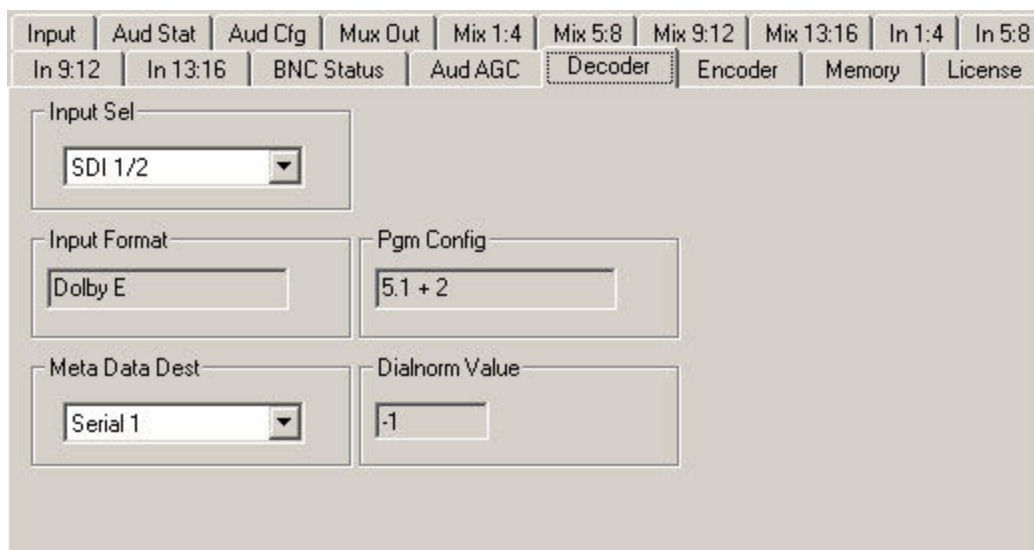 Input Aud Stat Aud Cfg Mux Out Mix 1:4 Mix 5:8 Mix 9:12 Mix 13:16 In 1:4 In 5:8
In 9:12 In 13:16 BNC Status Aud AGC Decoder Encoder Memory License
Input Sel
SDI 1/2
Input Format Pgm Config
Dolby E 5.1 + 2
Meta Data Dest Dialnorm Value
Serial 1 -1